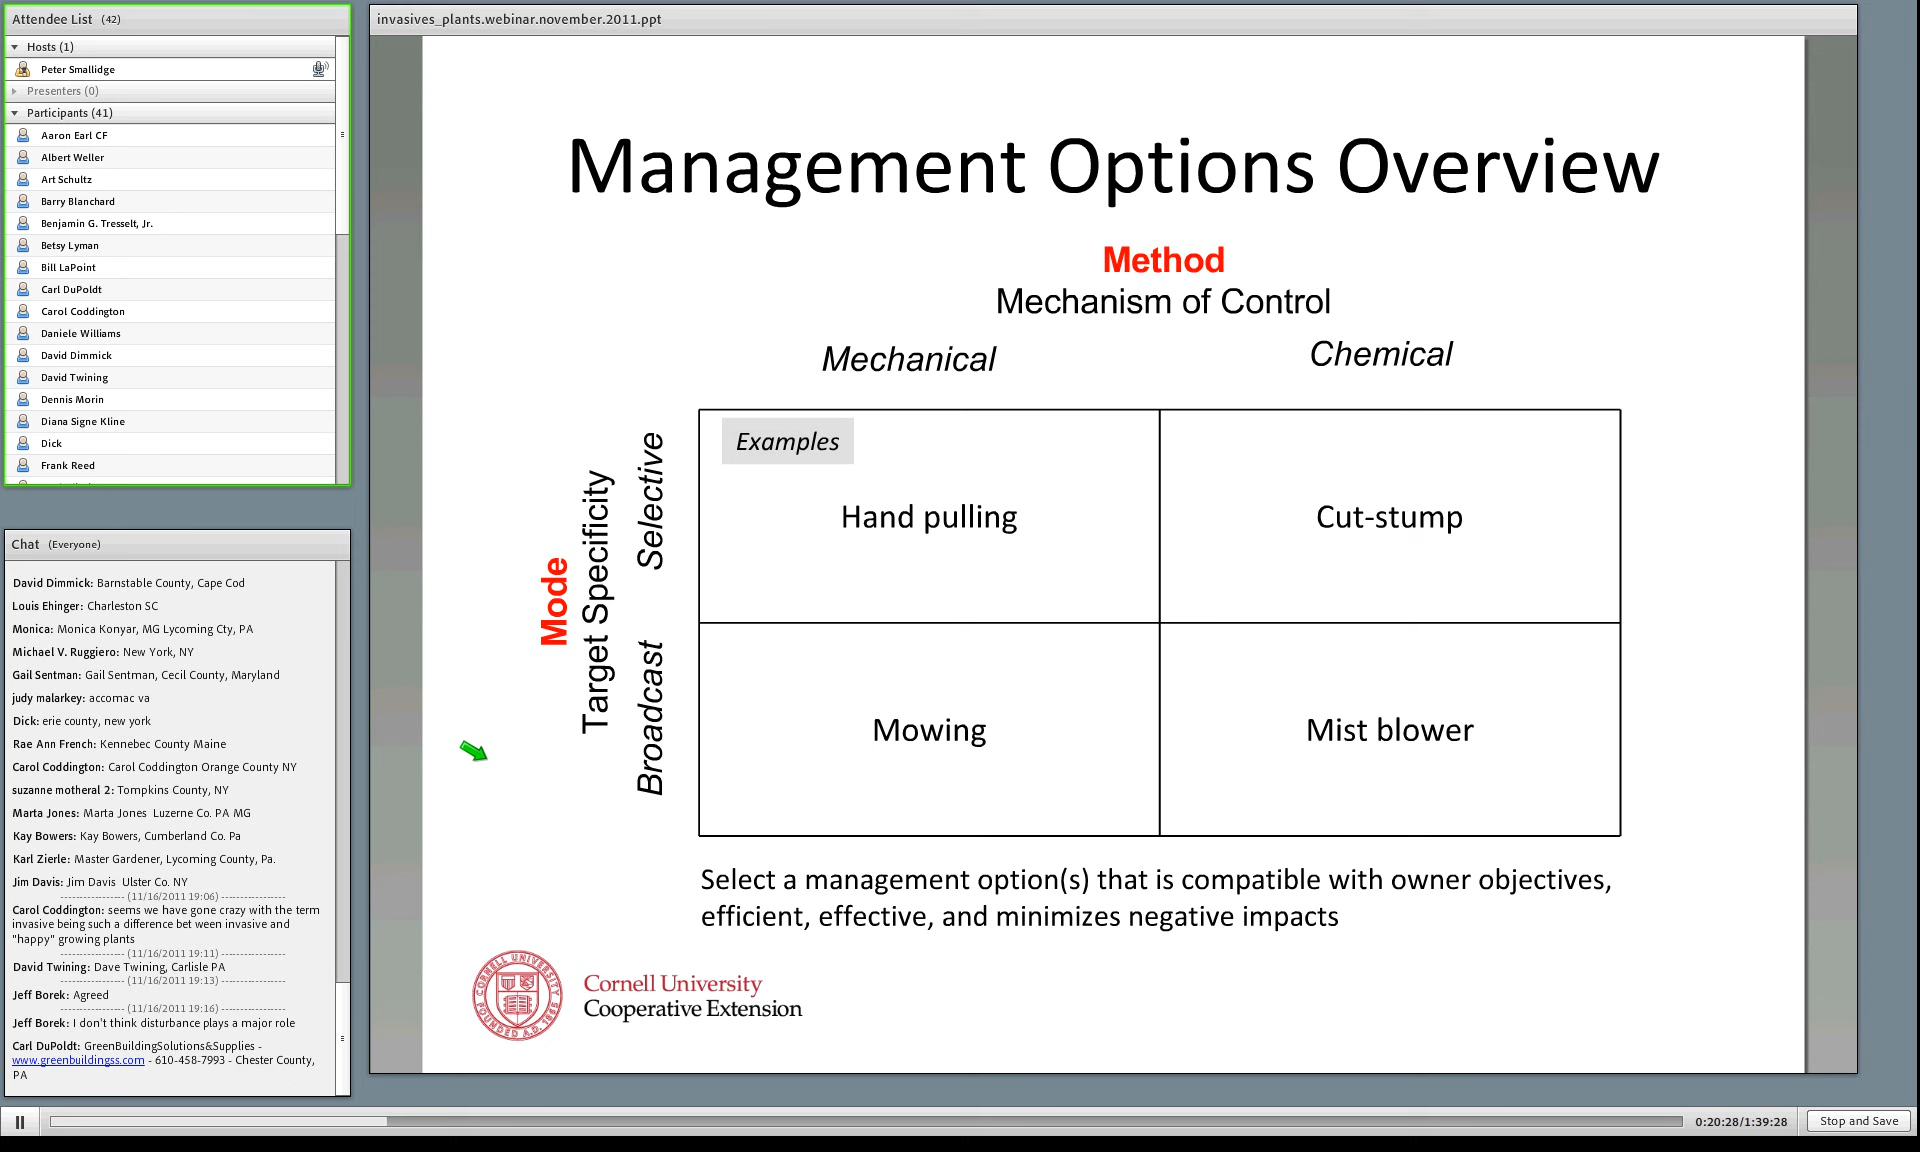 Attendee List (42)
Hosts (1)
Peter Smallidge
Presenters (0)
Participants (41)
Aaron Earl CF
Albert Weller
Art Schultz
Barry Blanchard
Benjamin G. Tresselt, Jr.
Betsy Lyman
Bill LaPoint
Carl DuPoldt
Carol Coddington
Daniele Williams
David Dimmick
David Twining
Dennis Morin
Diana Signe Kline
Dick
Frank Reed
Chat (Everyone)
David Dimmick: Barnstable County, Cape Cod
Louis Ehinger: Charleston SC
Monica: Monica Konyar, MG Lycoming Cty, PA
Michael V. Ruggiero: New York, NY
Gail Sentman: Gail Sentman, Cecil County, Maryland
judy malarkey: accomac va
Dick: erie county, new york
Rae Ann French: Kennebec County Maine
Carol Coddington: Carol Coddington Orange County NY
suzanne motheral 2: Tompkins County, NY
Marta Jones: Marta Jones Luzerne Co. PA MG
Kay Bowers: Kay Bowers, Cumberland Co. Pa
Karl Zierle: Master Gardener, Lycoming County, Pa.
Jim Davis: Jim Davis Ulster Co. NY
----------------- (11/16/2011 19:06) -----------------
Carol Coddington: seems we have gone crazy with the term
invasive being such a difference bet ween invasive and
"happy" growing plants
----------------- (11/16/2011 19:11) -----------------
David Twining: Dave Twining, Carlisle PA
----------------- (11/16/2011 19:13) -----------------
Jeff Borek: Agreed
----------------- (11/16/2011 19:16) -----------------
Jeff Borek: I don't think disturbance plays a major role
Carl DuPoldt: GreenBuildingSolutions&Supplies -
www.greenbuildingss.com - 610-458-7993 - Chester County,
PA
invasives_plants.webinar.november.2011.ppt
Management Options Overview
Method
Mechanism of Control
Mechanical
Chemical
Mode
Target Specificity
Selective
Broadcast
Examples
Hand pulling
Cut-stump
Mowing
Mist blower
Select a management option(s) that is compatible with owner objectives,
efficient, effective, and minimizes negative impacts
CORNELL UNIVERSITY
FOUNDED A.D. 1865
Cornell University
Cooperative Extension
0:20:28/1:39:28
Stop and Save